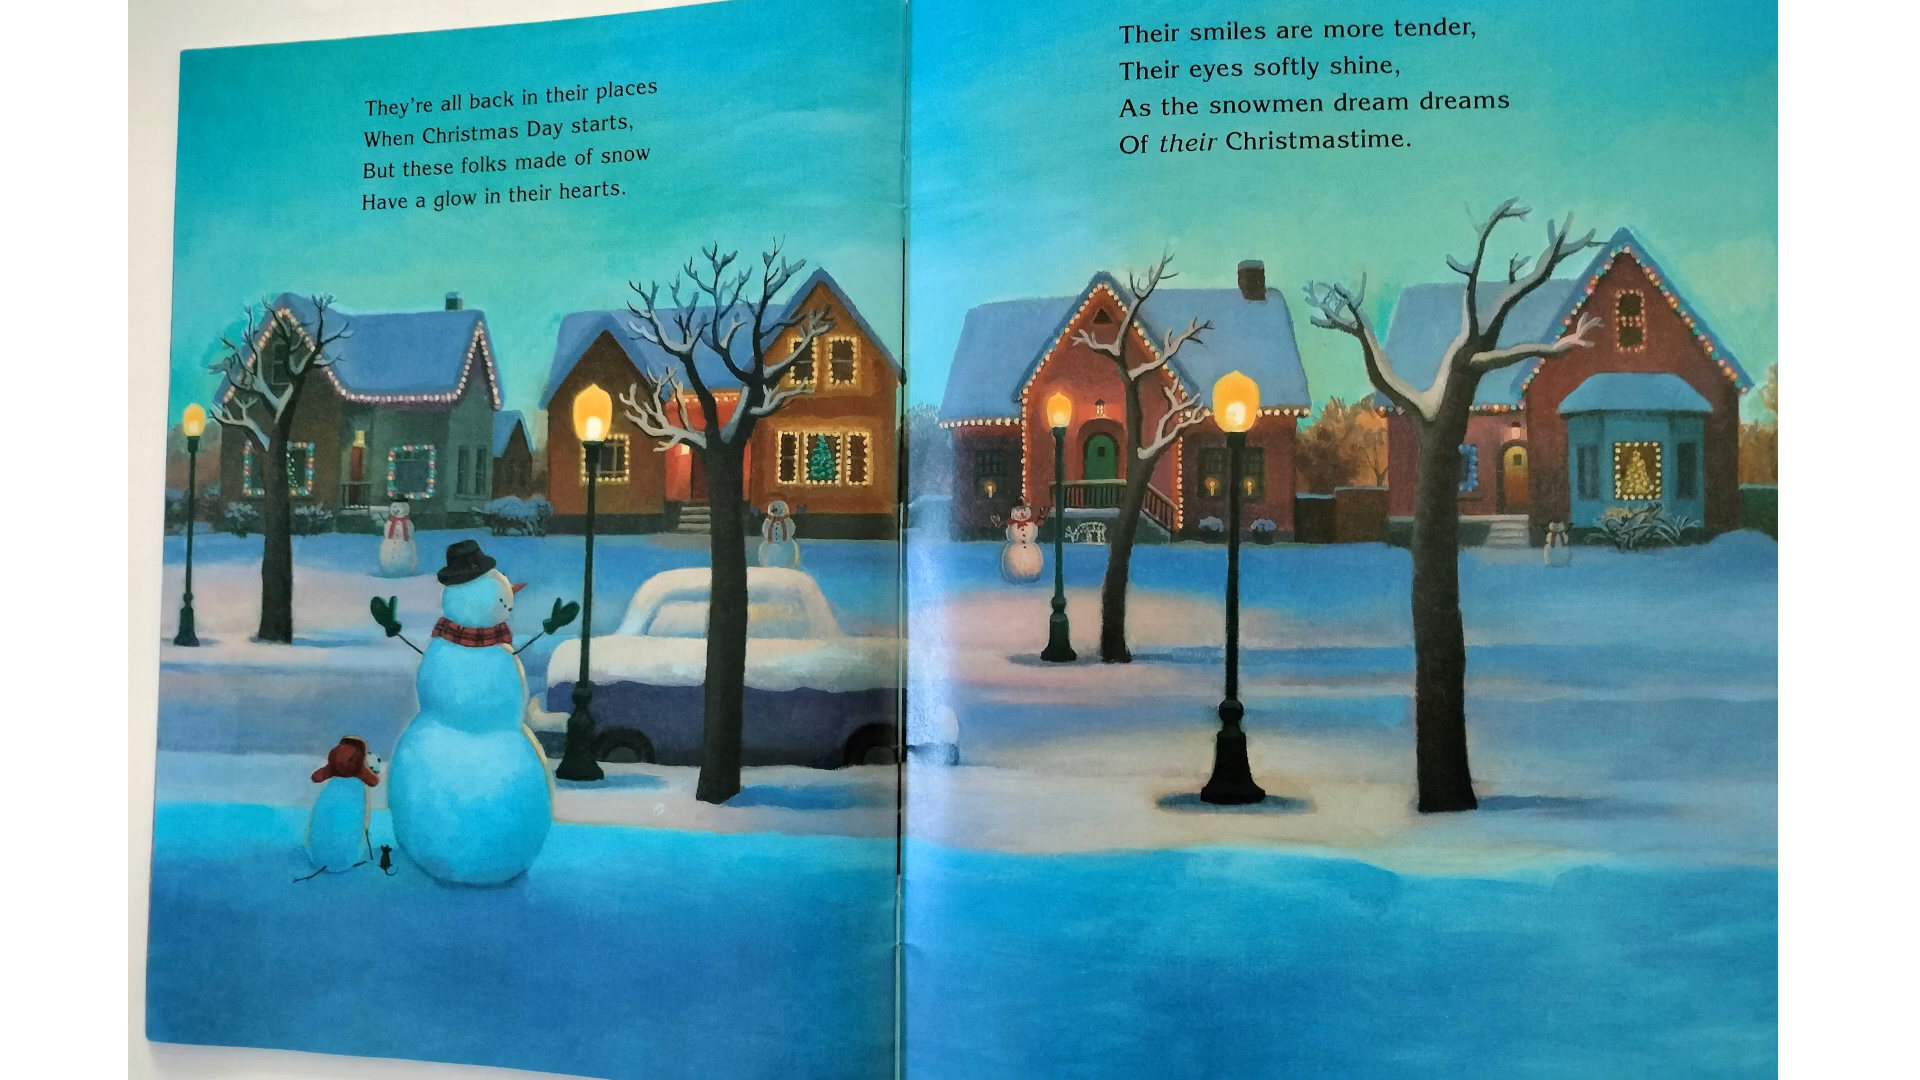 They're all back in their places
When Christmas Day starts,
But these folks made of snow
Have a glow in their hearts.
Their smiles are more tender,
Their eyes softly shine,
As the snowmen dream dreams
Of their Christmastime.